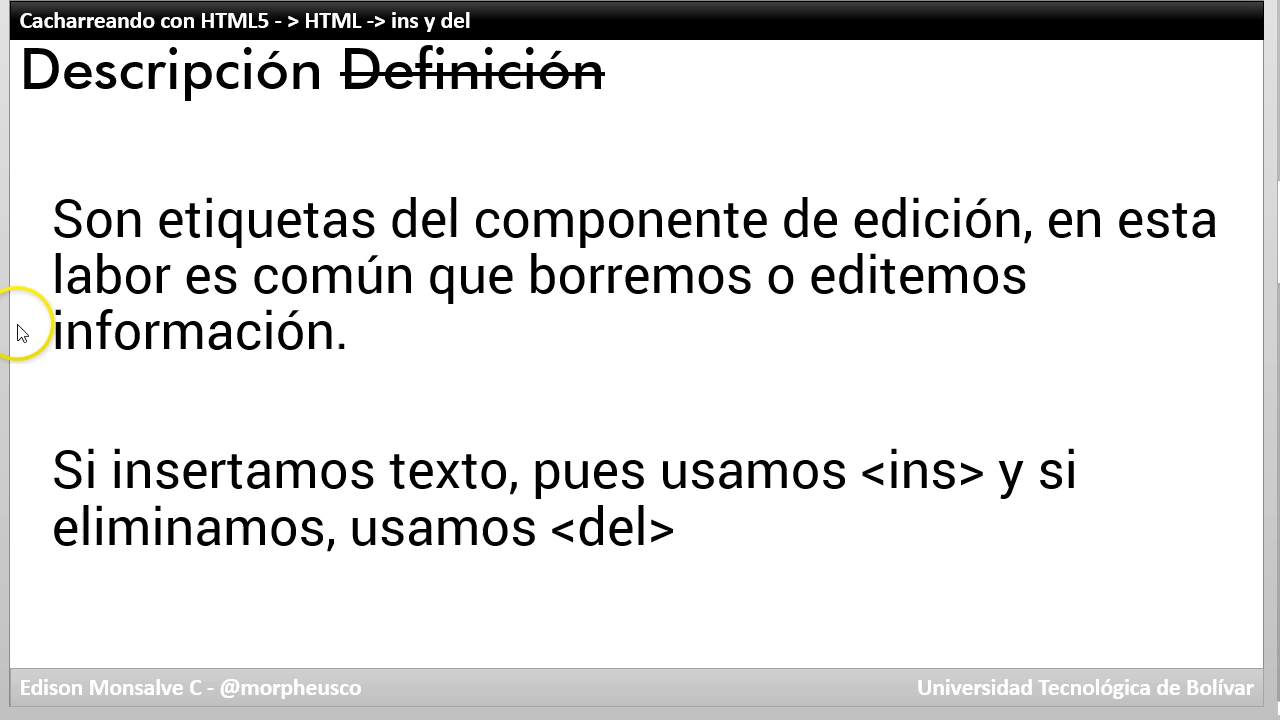 Cacharreando con HTML5 - > HTML -> ins y del
Descripción Definición
Son etiquetas del componente de edición, en esta
labor es común que borremos o editemos
información.
Si insertamos texto, pues usamos <ins> y si
eliminamos, usamos <del>
Edison Monsalve C - @morpheusco
Universidad Tecnológica de Bolívar